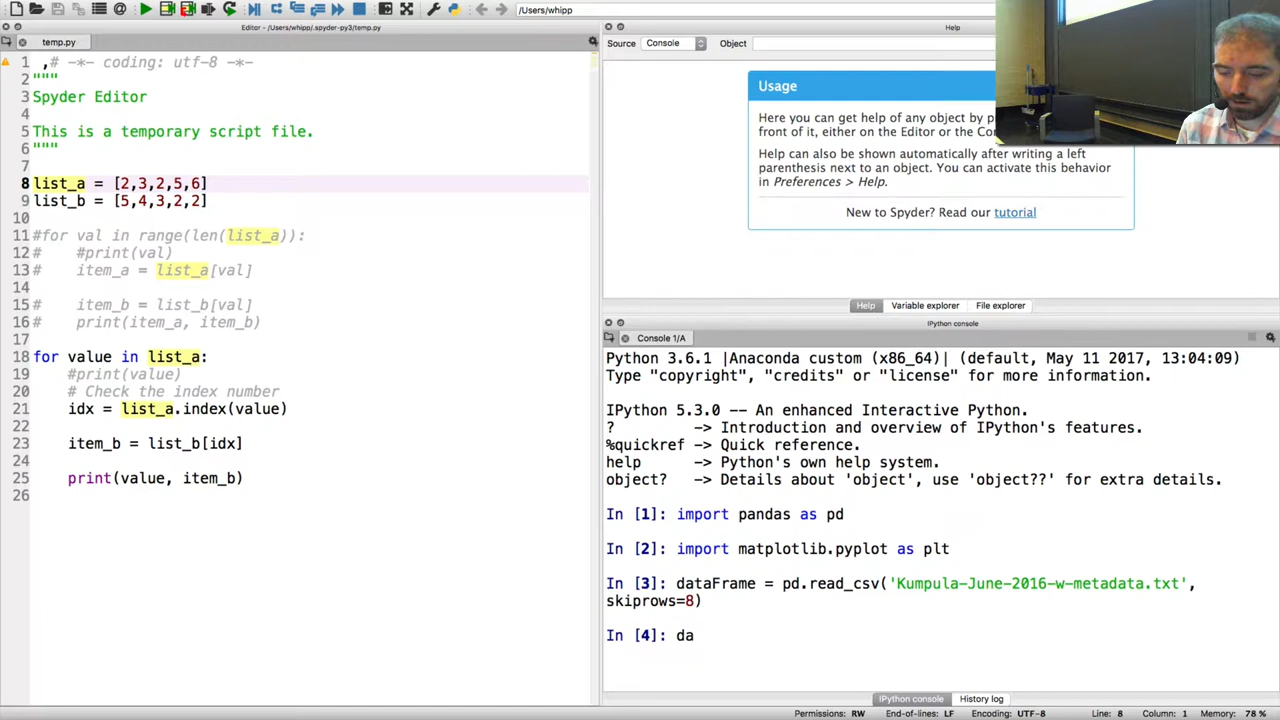 /Users/whipp
Editor - /Users/whipp/.spyder-py3/temp.py
temp.py
1 ,# -*- coding: utf-8 -*-
2 """
3 Spyder Editor
4
5 This is a temporary script file.
6 """
7
8 list_a = [2,3,2,5,6]
9 list_b = [5,4,3,2,2]
10
11 #for val in range(len(list_a)):
12 #    #print(val)
13 #    item_a = list_a[val]
14
15 #    item_b = list_b[val]
16 #    print(item_a, item_b)
17
18 for value in list_a:
19     #print(value)
20     # Check the index number
21     idx = list_a.index(value)
22
23     item_b = list_b[idx]
24
25     print(value, item_b)
26
Help
Source Console Object
Usage
Here you can get help of any object by p
front of it, either on the Editor or the Co
Help can also be shown automatically after writing a left
parenthesis next to an object. You can activate this behavior
in Preferences > Help.
New to Spyder? Read our tutorial
Help Variable explorer File explorer
IPython console
Console 1/A
Python 3.6.1 |Anaconda custom (x86_64)| (default, May 11 2017, 13:04:09)
Type "copyright", "credits" or "license" for more information.
IPython 5.3.0 -- An enhanced Interactive Python.
? -> Introduction and overview of IPython's features.
%quickref -> Quick reference.
help -> Python's own help system.
object? -> Details about 'object', use 'object??' for extra details.
In [1]: import pandas as pd
In [2]: import matplotlib.pyplot as plt
In [3]: dataFrame = pd.read_csv('Kumpula-June-2016-w-metadata.txt',
skiprows=8)
In [4]: da
IPython console History log
Permissions: RW End-of-lines: LF Encoding: UTF-8 Line: 8 Column: 1 Memory: 78 %